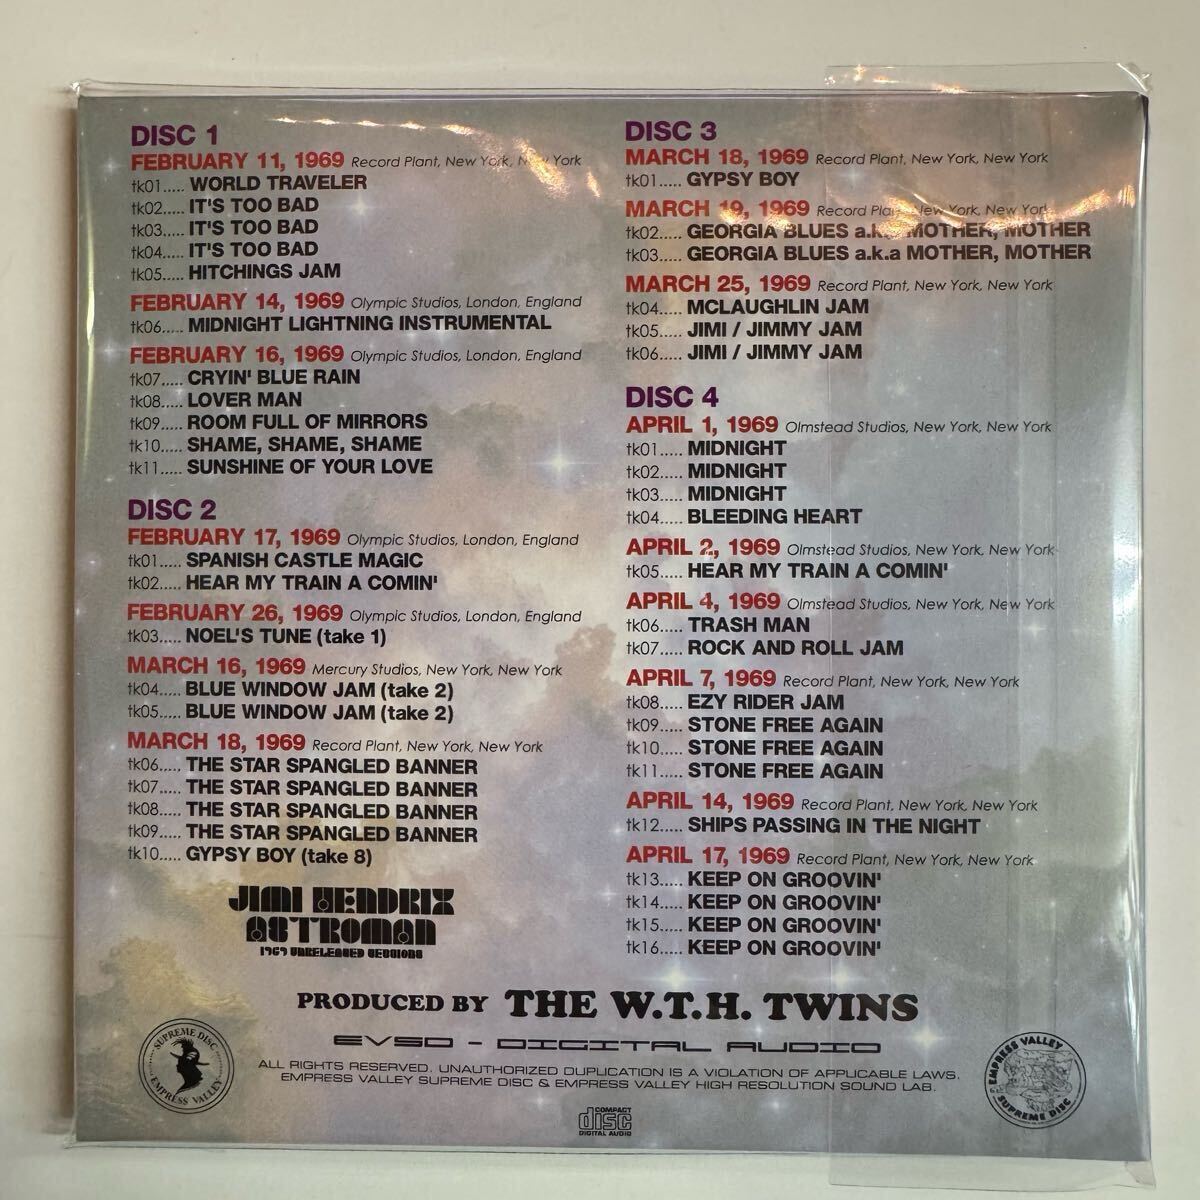 DISC 1
FEBRUARY 11, 1969 Record Plant, New York, New York
tk01..... WORLD TRAVELER
tk02..... IT'S TOO BAD
tk03..... IT'S TOO BAD
tk04..... IT'S TOO BAD
tk05..... HITCHINGS JAM
FEBRUARY 14, 1969 Olympic Studios, London, England
tk06..... MIDNIGHT LIGHTNING INSTRUMENTAL
FEBRUARY 16, 1969 Olympic Studios, London, England
tk07..... CRYIN' BLUE RAIN
tk08..... LOVER MAN
tk09..... ROOM FULL OF MIRRORS
tk10..... SHAME, SHAME, SHAME
tk11..... SUNSHINE OF YOUR LOVE
DISC 2
FEBRUARY 17, 1969 Olympic Studios, London, England
tk01..... SPANISH CASTLE MAGIC
tk02..... HEAR MY TRAIN A COMIN'
FEBRUARY 26, 1969 Olympic Studios, London, England
tk03..... NOEL'S TUNE (take 1)
MARCH 16, 1969 Mercury Studios, New York, New York
tk04..... BLUE WINDOW JAM (take 2)
tk05..... BLUE WINDOW JAM (take 2)
MARCH 18, 1969 Record Plant, New York, New York
tk06..... THE STAR SPANGLED BANNER
tk07..... THE STAR SPANGLED BANNER
tk08..... THE STAR SPANGLED BANNER
tk09..... THE STAR SPANGLED BANNER
tk10..... GYPSY BOY (take 8)
JIMI HENDRIX
ASTROMAN
1969 UNRELEASED SESSIONS
DISC 3
MARCH 18, 1969 Record Plant, New York, New York
tk01..... GYPSY BOY
MARCH 19, 1969 Record Plant, New York, New York
tk02..... GEORGIA BLUES a.k.a MOTHER, MOTHER
tk03..... GEORGIA BLUES a.k.a MOTHER, MOTHER
MARCH 25, 1969 Record Plant, New York, New York
tk04..... MCLAUGHLIN JAM
tk05..... JIMI / JIMMY JAM
tk06..... JIMI / JIMMY JAM
DISC 4
APRIL 1, 1969 Olmstead Studios, New York, New York
tk01..... MIDNIGHT
tk02..... MIDNIGHT
tk03..... MIDNIGHT
tk04..... BLEEDING HEART
APRIL 2, 1969 Olmstead Studios, New York, New York
tk05..... HEAR MY TRAIN A COMIN'
APRIL 4, 1969 Olmstead Studios, New York, New York
tk06..... TRASH MAN
tk07..... ROCK AND ROLL JAM
APRIL 7, 1969 Record Plant, New York, New York
tk08..... EZY RIDER JAM
tk09..... STONE FREE AGAIN
tk10..... STONE FREE AGAIN
tk11..... STONE FREE AGAIN
APRIL 14, 1969 Record Plant, New York, New York
tk12..... SHIPS PASSING IN THE NIGHT
APRIL 17, 1969 Record Plant, New York, New York
tk13..... KEEP ON GROOVIN'
tk14..... KEEP ON GROOVIN'
tk15..... KEEP ON GROOVIN'
tk16..... KEEP ON GROOVIN'
PRODUCED BY THE W.T.H. TWINS
EVSD - DIGITAL AUDIO
ALL RIGHTS RESERVED. UNAUTHORIZED DUPLICATION IS A VIOLATION OF APPLICABLE LAWS.
EMPRESS VALLEY SUPREME DISC & EMPRESS VALLEY HIGH RESOLUTION SOUND LAB.
SUPREME DISC
EMPRESS VALLEY
EMPRESS VALLEY
SUPREME DISC
COMPACT
disc
DIGITAL AUDIO